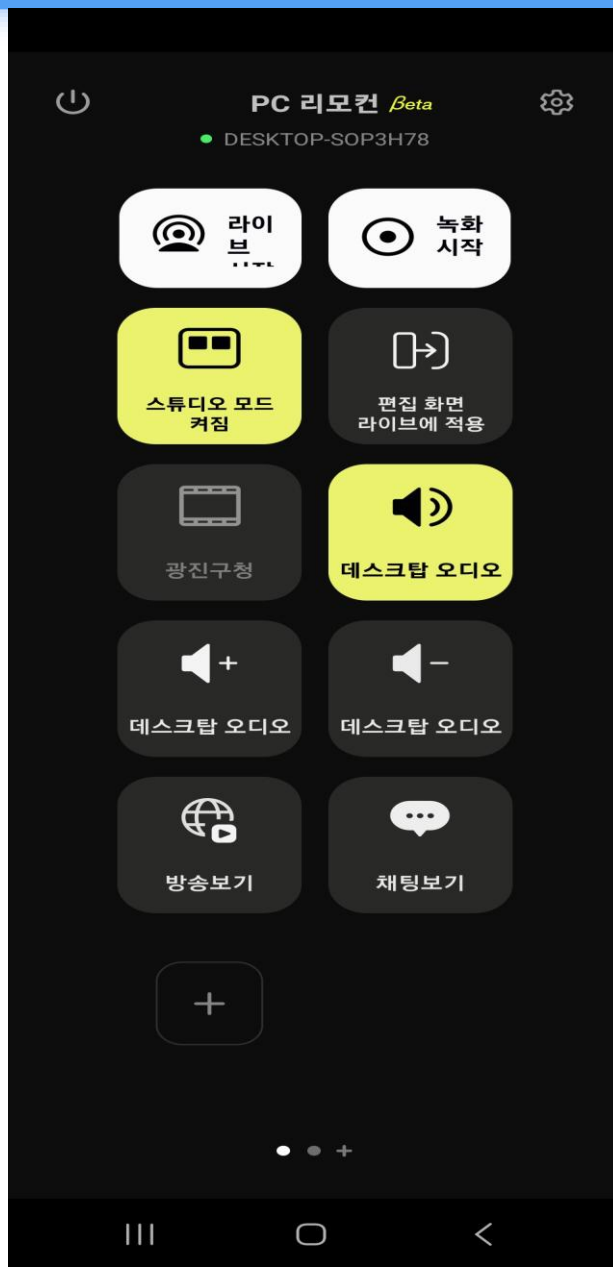 PC 리모컨 βeta
DESKTOP-SOP3H78
라이
브
녹화
시작
스튜디오 모드
켜짐
편집 화면
라이브에 적용
광진구청
데스크탑 오디오
데스크탑 오디오
데스크탑 오디오
방송보기
채팅보기